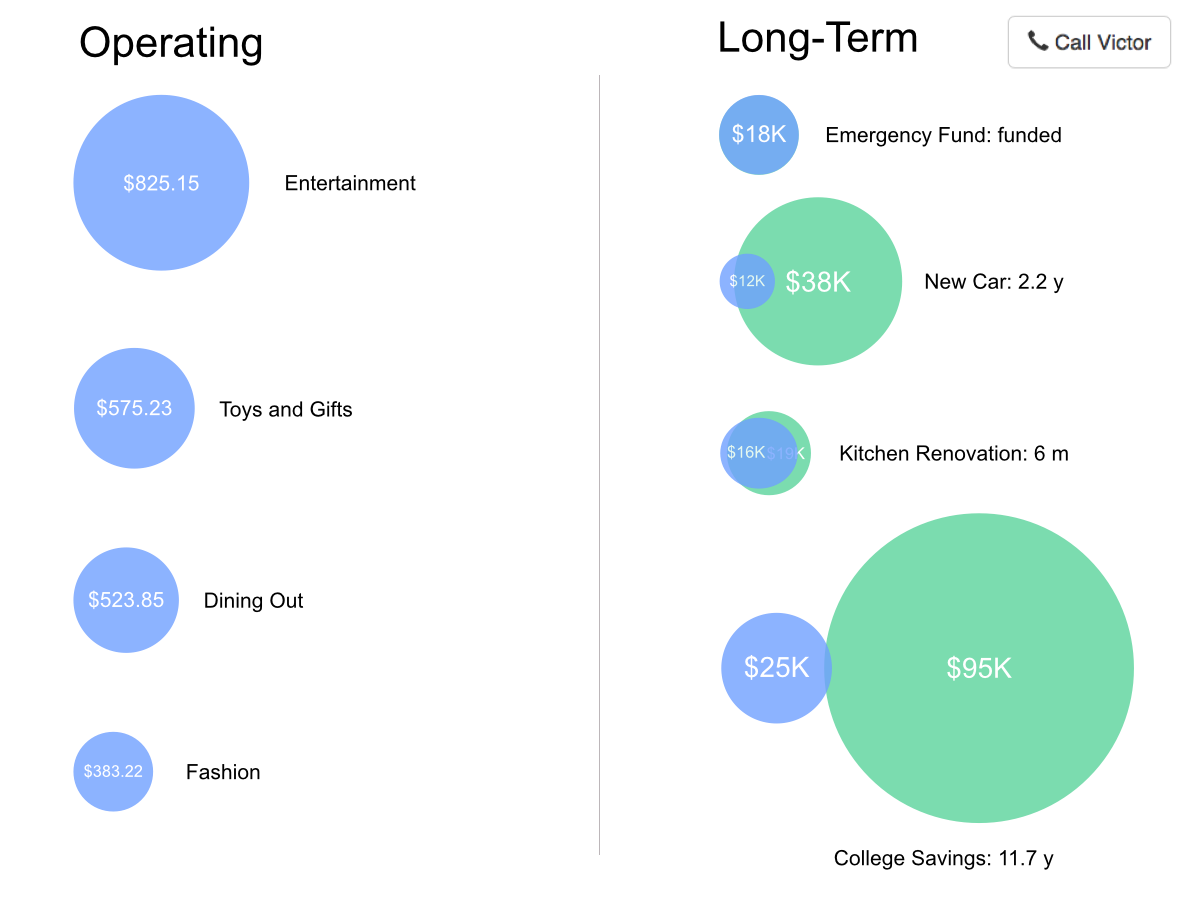 Operating
$825.15
Entertainment
$575.23
Toys and Gifts
$523.85
Dining Out
$383.22
Fashion
Long-Term
Call Victor
$18K
Emergency Fund: funded
$12K
$38K
New Car: 2.2 y
$16K
$19K
Kitchen Renovation: 6 m
$25K
$95K
College Savings: 11.7 y